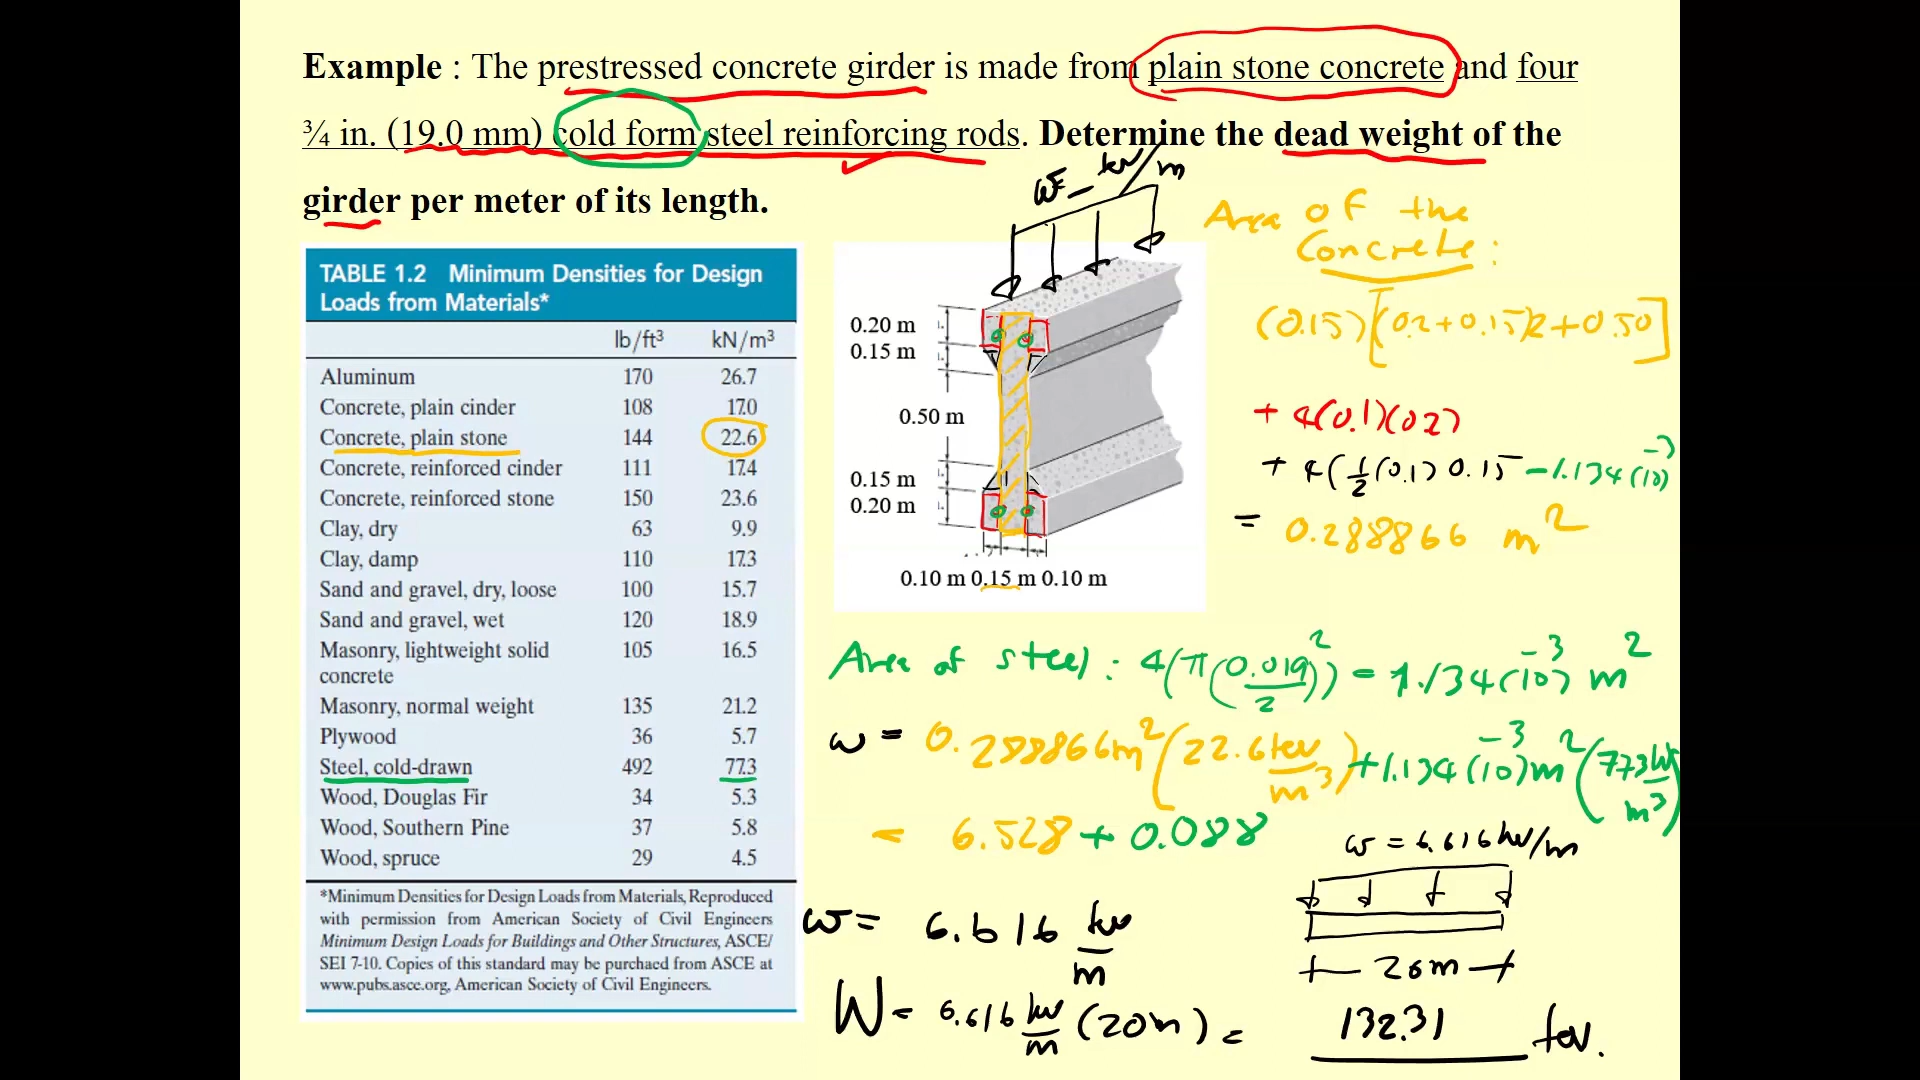 Example : The prestressed concrete girder is made from plain stone concrete and four
¾ in. (19.0 mm) cold form steel reinforcing rods. Determine the dead weight of the
girder per meter of its length.
w= kN/m
Area of the
Concrete:
(0.15)[(0.2+0.15)2+0.50]
+ 4(0.1)(0.2)
+ 4(1/2(0.1)0.15 -1.134(10)⁻³
= 0.288866 m²
TABLE 1.2 Minimum Densities for Design
Loads from Materials*
lb/ft³ kN/m³
Aluminum 170 26.7
Concrete, plain cinder 108 17.0
Concrete, plain stone 144 22.6
Concrete, reinforced cinder 111 17.4
Concrete, reinforced stone 150 23.6
Clay, dry 63 9.9
Clay, damp 110 17.3
Sand and gravel, dry, loose 100 15.7
Sand and gravel, wet 120 18.9
Masonry, lightweight solid 105 16.5
concrete
Masonry, normal weight 135 21.2
Plywood 36 5.7
Steel, cold-drawn 492 77.3
Wood, Douglas Fir 34 5.3
Wood, Southern Pine 37 5.8
Wood, spruce 29 4.5
*Minimum Densities for Design Loads from Materials, Reproduced
with permission from American Society of Civil Engineers
Minimum Design Loads for Buildings and Other Structures, ASCE/
SEI 7-10. Copies of this standard may be purchaed from ASCE at
www.pubs.asce.org, American Society of Civil Engineers.
0.20 m
0.15 m
0.50 m
0.15 m
0.20 m
0.10 m 0.15 m 0.10 m
Area of steel: 4(π(0.019/2)²) = 1.134(10)⁻³ m²
w = 0.288866m²(22.6kN/m³)+1.134(10)⁻³m²(77.3kN/m³)
= 6.528 + 0.088
w = 6.616kN/m
w= 6.616 kN/m
20m
W= 6.616 kN/m (20m) = 132.31 kN.